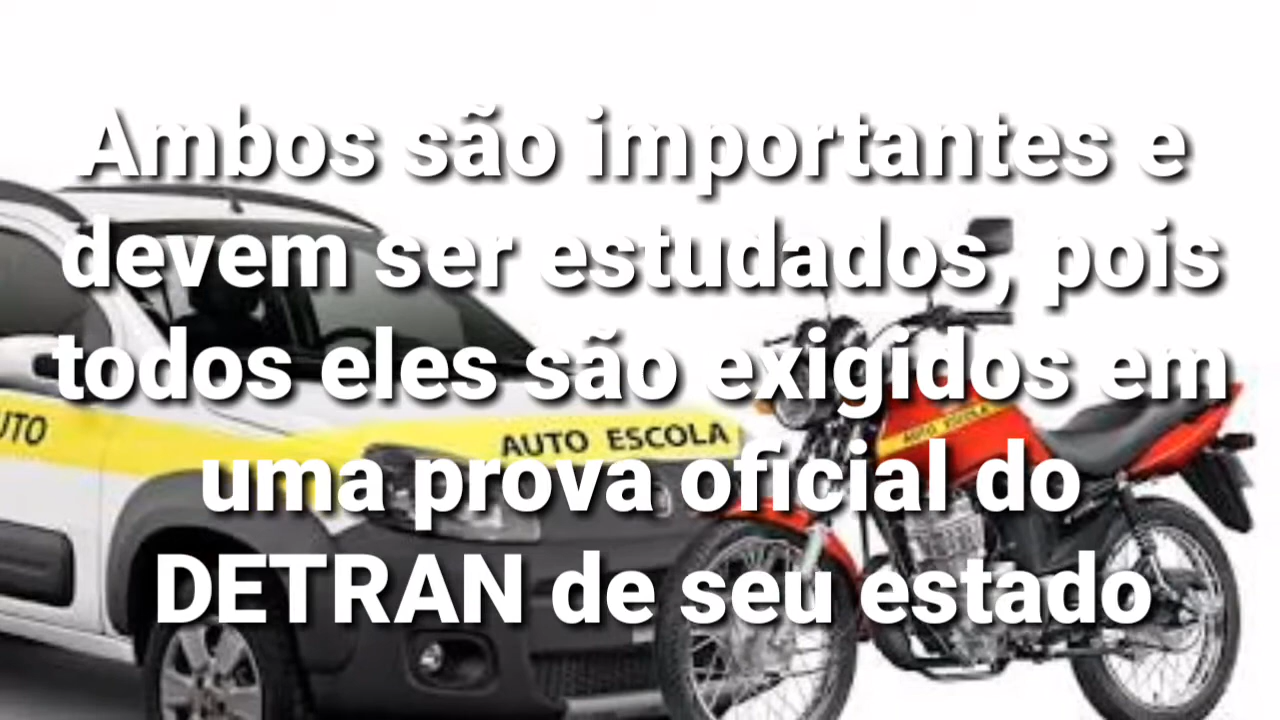 Ambos são importantes e
devem ser estudados, pois
todos eles são exigidos em
uma prova oficial do
DETRAN de seu estado
UTO
AUTO ESCOLA
AUTO ESCOLA